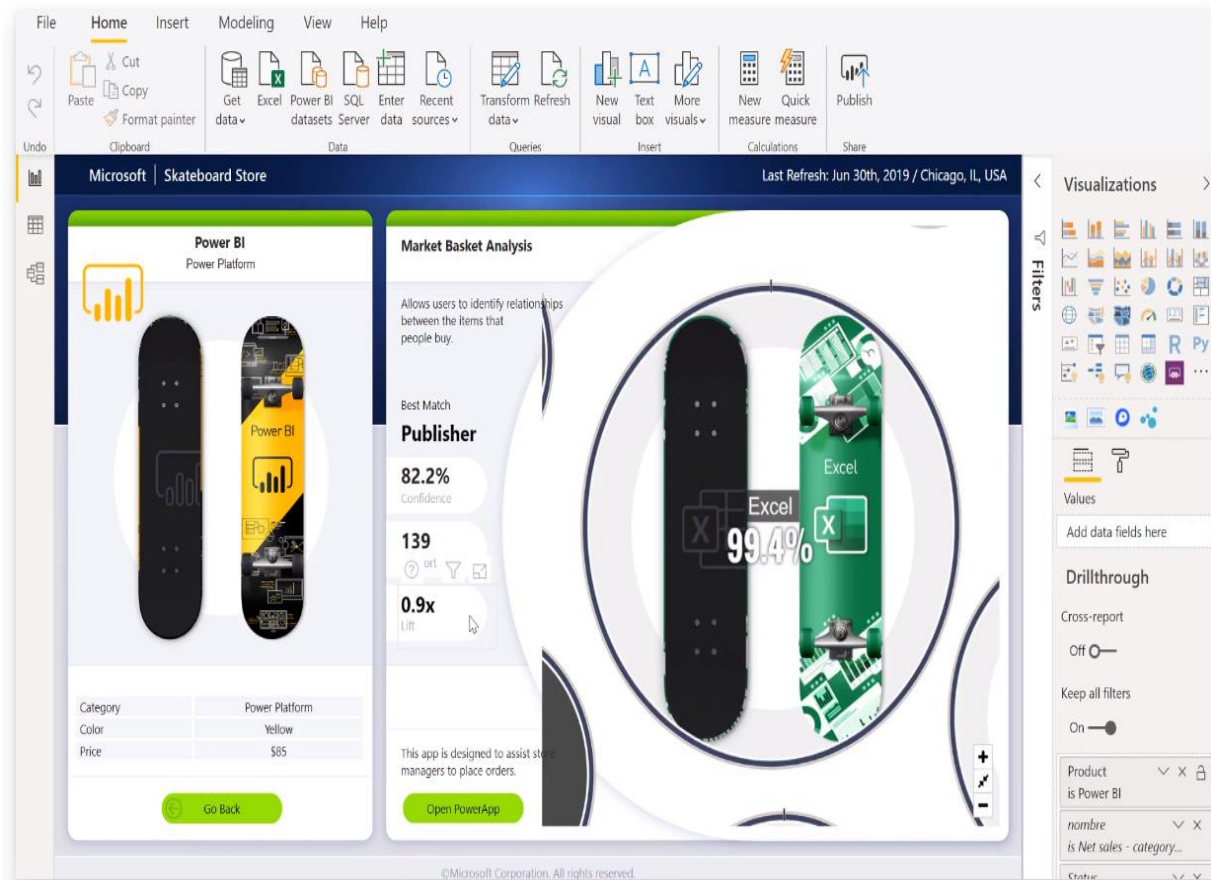 File Home Insert Modeling View Help
Paste
Cut
Copy
Format painter
Get data
Excel
Power BI datasets
SQL Server
Enter data
Recent sources
Transform data
Refresh
New visual
Text box
More visuals
New measure
Quick measure
Publish
Undo
Clipboard
Data
Queries
Insert
Calculations
Share
Microsoft | Skateboard Store
Last Refresh: Jun 30th, 2019 / Chicago, IL, USA
Power BI
Power Platform
Power BI
Category Power Platform
Color Yellow
Price $85
Go Back
Market Basket Analysis
Allows users to identify relationships
between the items that
people buy.
Best Match
Publisher
82.2%
Confidence
139
ort
0.9x
Lift
This app is designed to assist store
managers to place orders.
Open PowerApp
Excel
99.4%
Excel
X
X
Filters
Visualizations
R Py
Values
Add data fields here
Drillthrough
Cross-report
Off
Keep all filters
On
Product
is Power BI
nombre
is Net sales - category...
Status
©Microsoft Corporation. All rights reserved.